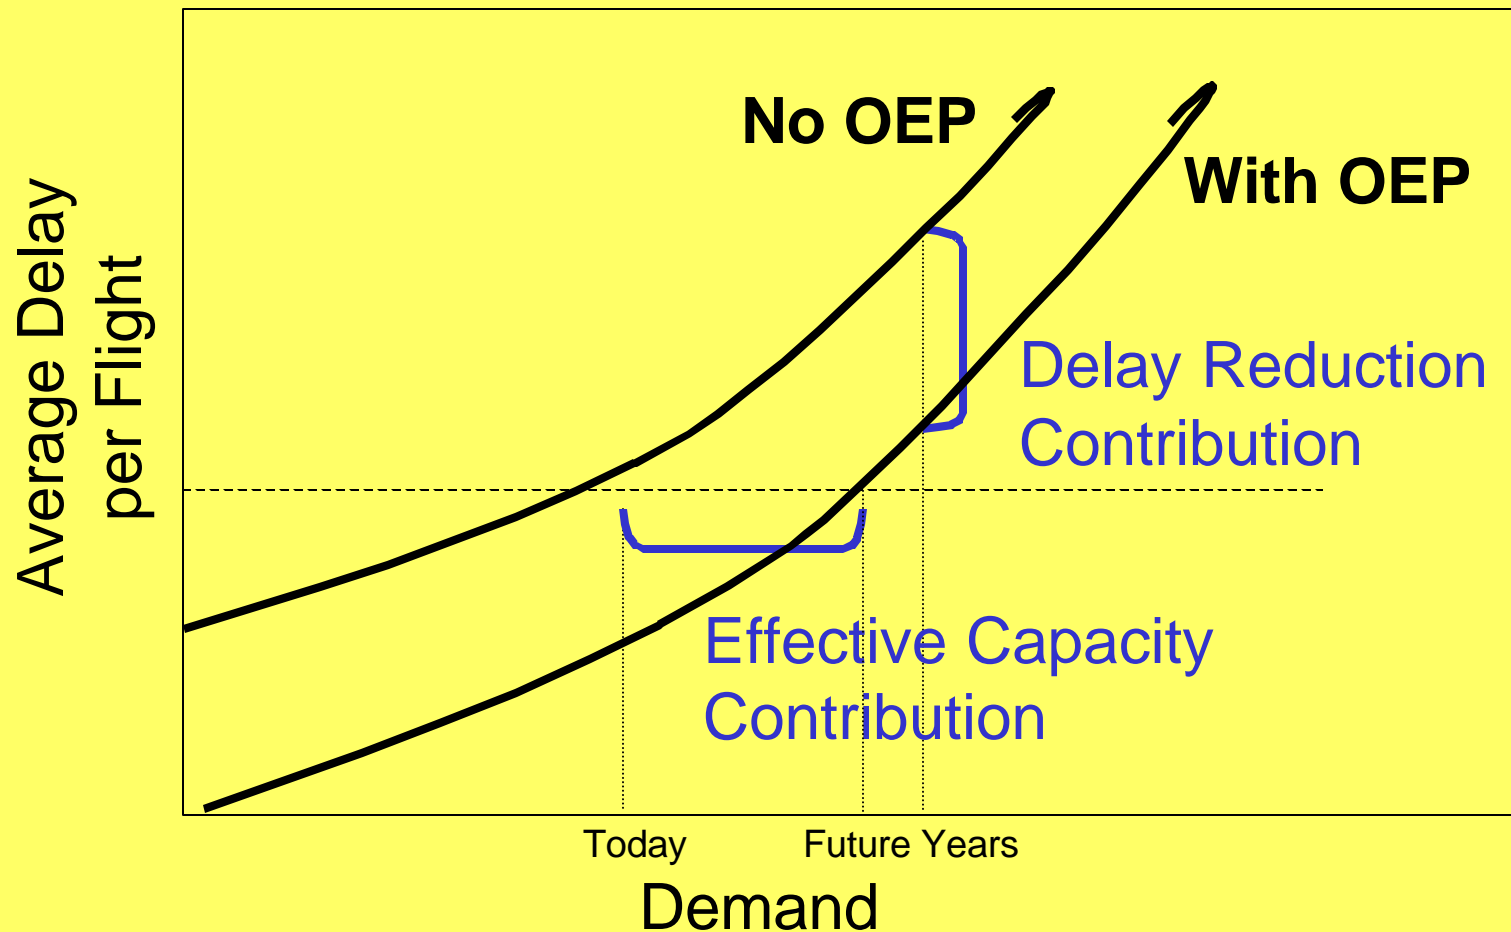 No OEP
With OEP
Average Delay
per Flight
Delay Reduction
Contribution
Effective Capacity
Contribution
Today
Future Years
Demand